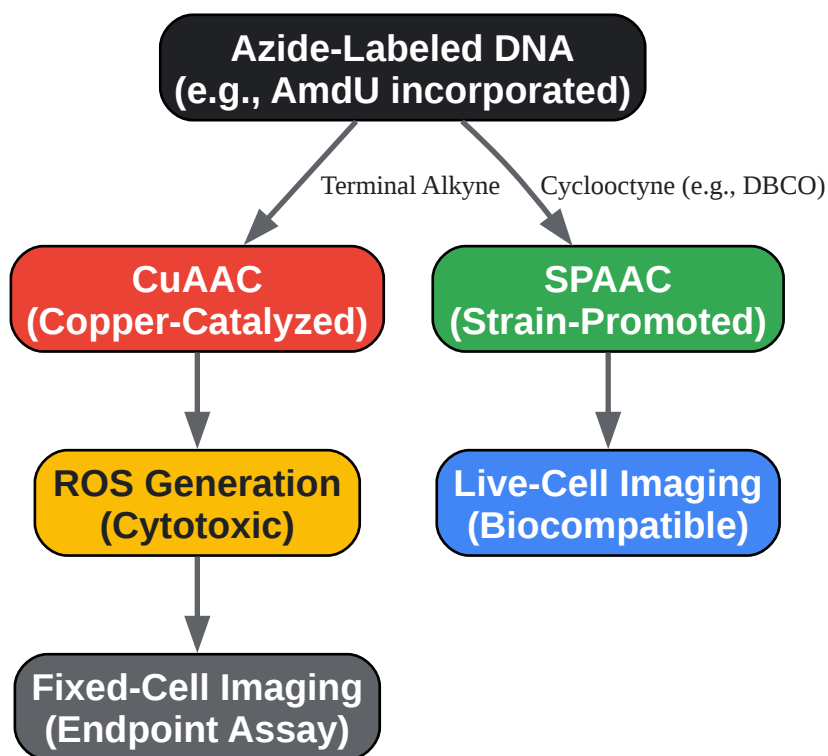 Azide-Labeled DNA
(e.g., AmdU incorporated)
Terminal Alkyne
Cyclooctyne (e.g., DBCO)
CuAAC
(Copper-Catalyzed)
SPAAC
(Strain-Promoted)
ROS Generation
(Cytotoxic)
Live-Cell Imaging
(Biocompatible)
Fixed-Cell Imaging
(Endpoint Assay)